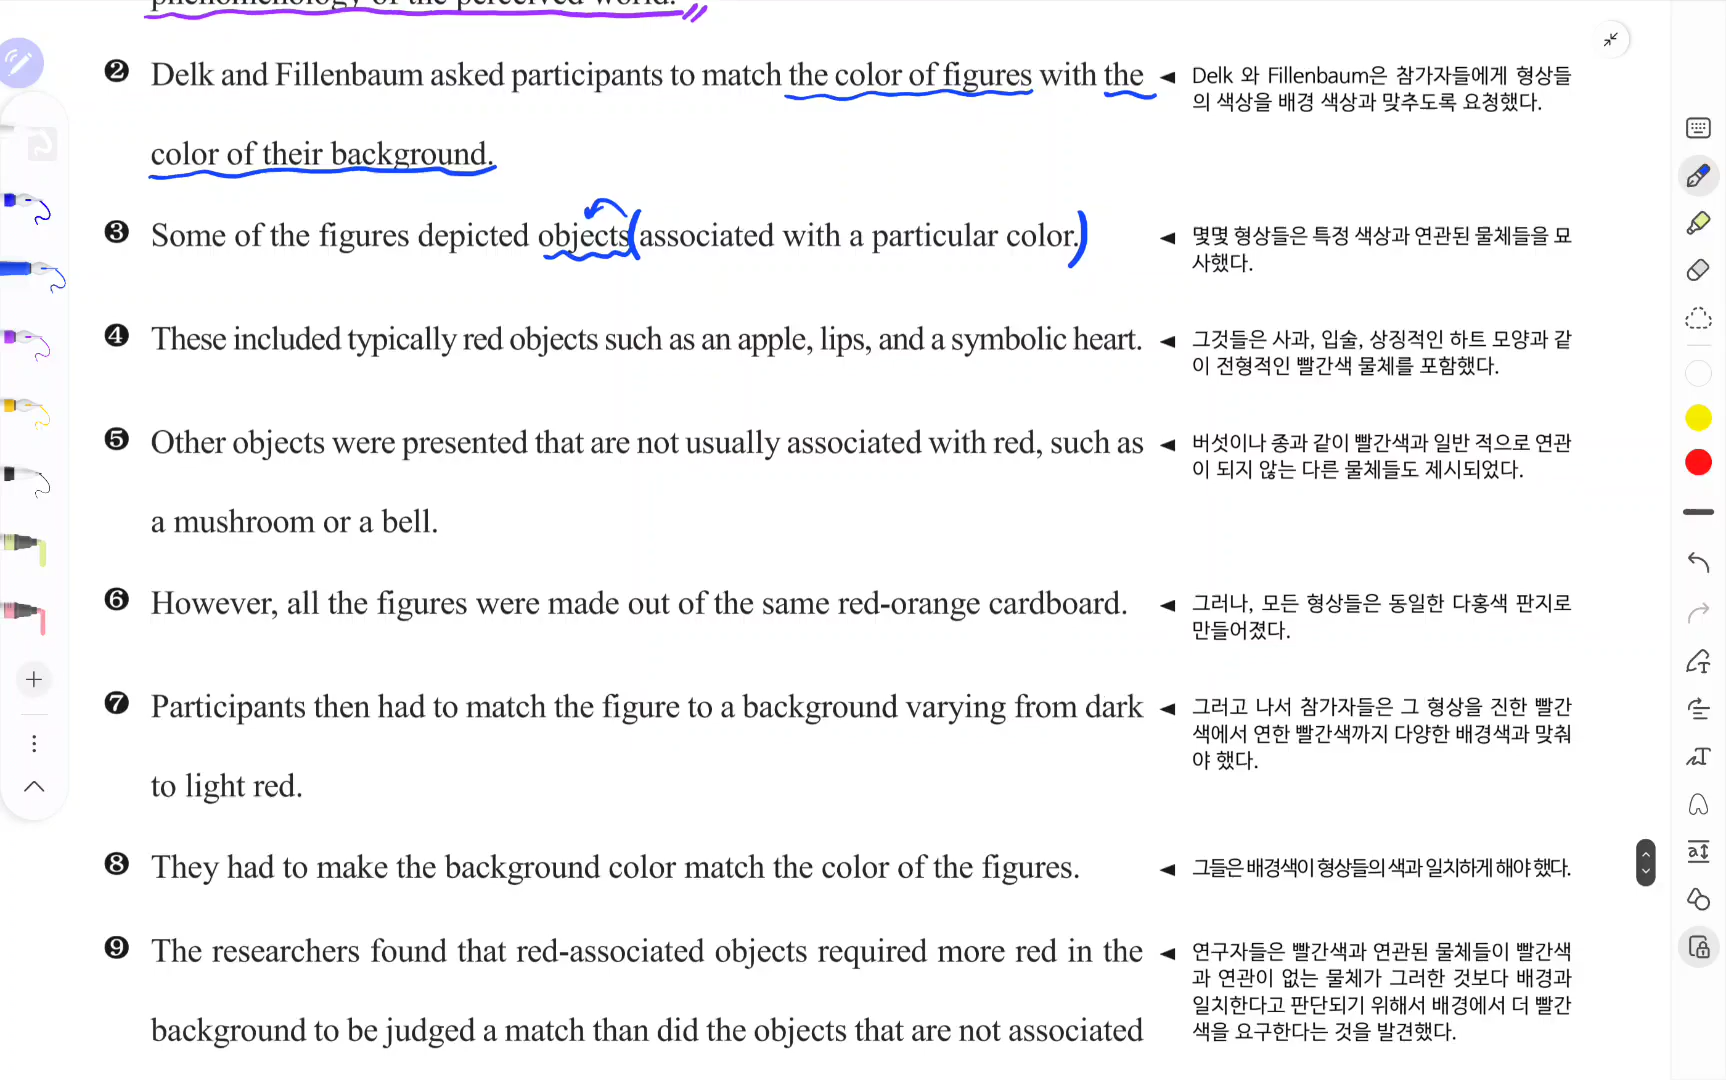 phenomenology of the perceived world.
❷ Delk and Fillenbaum asked participants to match the color of figures with the
color of their background.
◄ Delk 와 Fillenbaum은 참가자들에게 형상들
의 색상을 배경 색상과 맞추도록 요청했다.
❸ Some of the figures depicted objects (associated with a particular color.)
◄ 몇몇 형상들은 특정 색상과 연관된 물체들을 묘
사했다.
❹ These included typically red objects such as an apple, lips, and a symbolic heart.
◄ 그것들은 사과, 입술, 상징적인 하트 모양과 같
이 전형적인 빨간색 물체를 포함했다.
❺ Other objects were presented that are not usually associated with red, such as
a mushroom or a bell.
◄ 버섯이나 종과 같이 빨간색과 일반 적으로 연관
이 되지 않는 다른 물체들도 제시되었다.
❻ However, all the figures were made out of the same red-orange cardboard.
◄ 그러나, 모든 형상들은 동일한 다홍색 판지로
만들어졌다.
❼ Participants then had to match the figure to a background varying from dark
to light red.
◄ 그러고 나서 참가자들은 그 형상을 진한 빨간
색에서 연한 빨간색까지 다양한 배경색과 맞춰
야 했다.
❽ They had to make the background color match the color of the figures.
◄ 그들은 배경색이 형상들의 색과 일치하게 해야 했다.
❾ The researchers found that red-associated objects required more red in the
background to be judged a match than did the objects that are not associated
◄ 연구자들은 빨간색과 연관된 물체들이 빨간색
과 연관이 없는 물체가 그러한 것보다 배경과
일치한다고 판단되기 위해서 배경에서 더 빨간
색을 요구한다는 것을 발견했다.